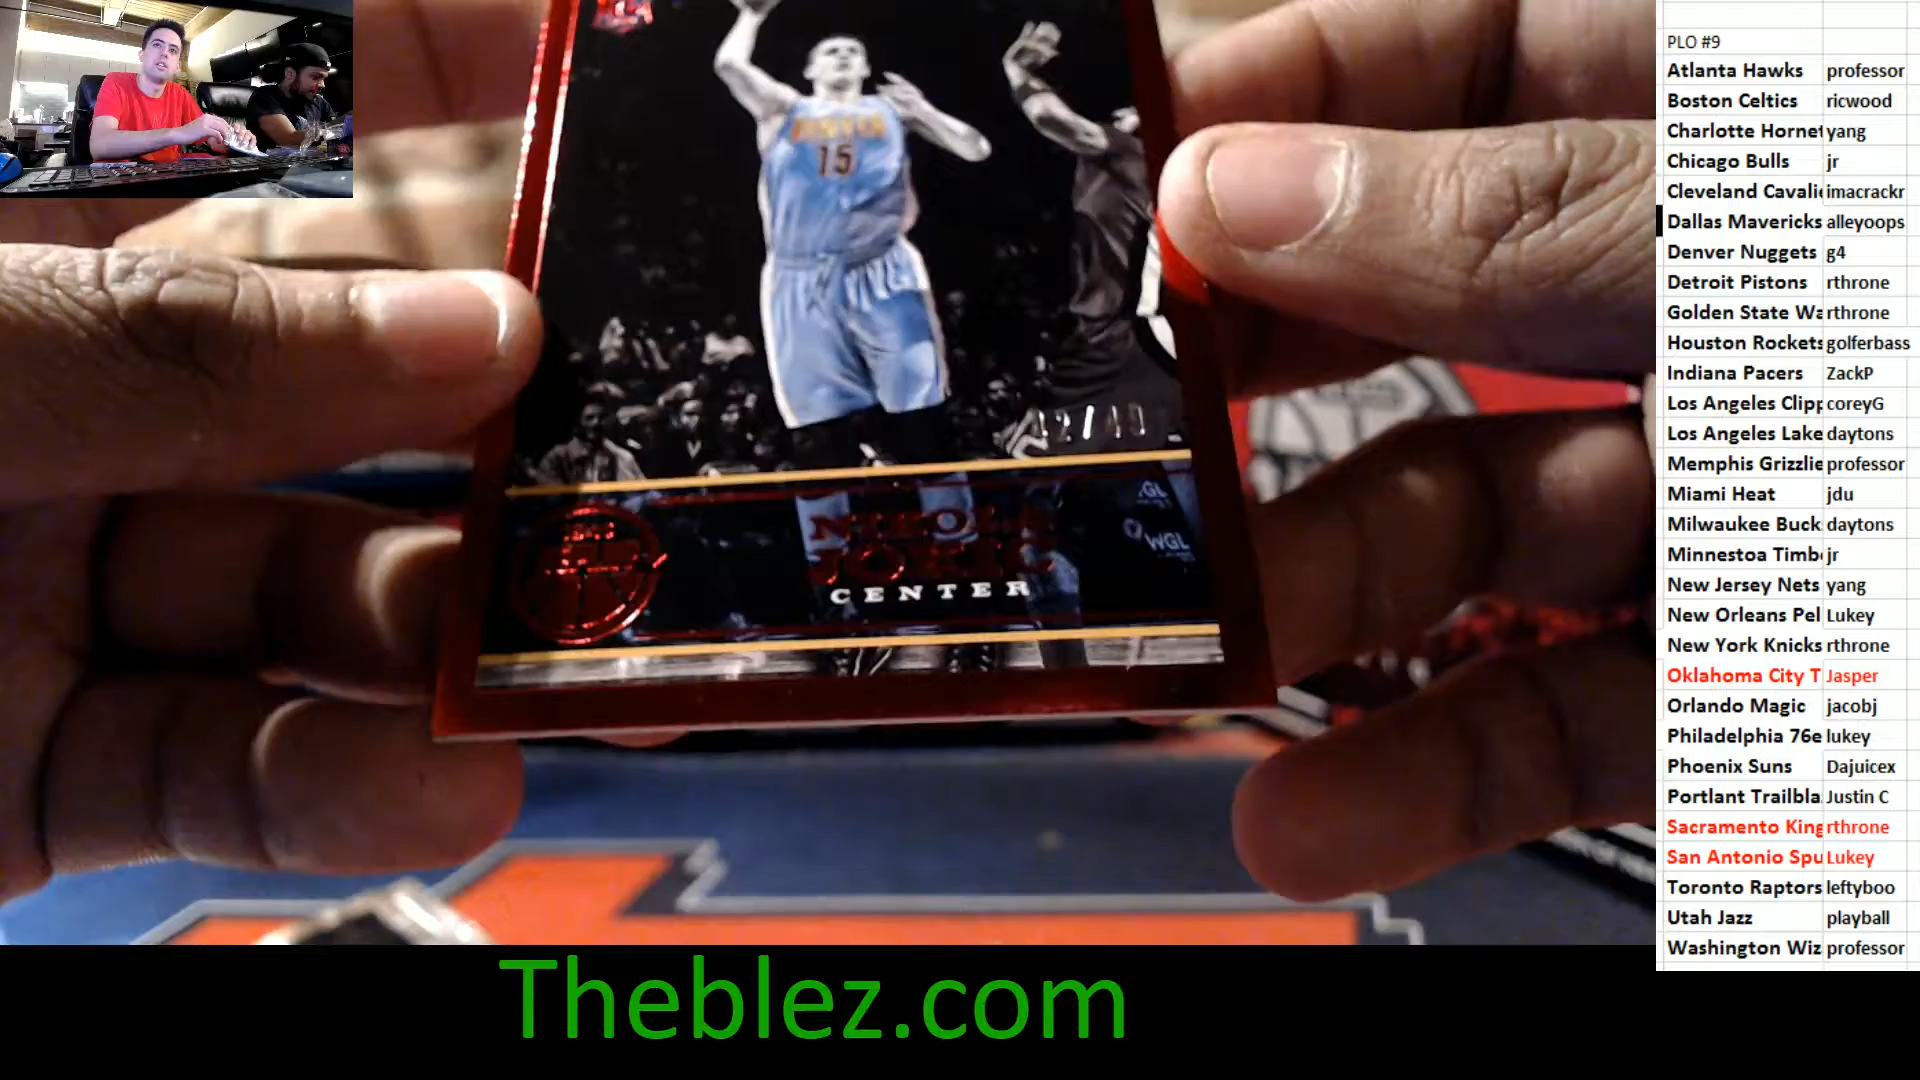 PLO #9
Atlanta Hawks professor
Boston Celtics ricwood
Charlotte Hornet yang
Chicago Bulls jr
Cleveland Cavali imacrackr
Dallas Mavericks alleyoops
Denver Nuggets g4
Detroit Pistons rthrone
Golden State Wa rthrone
Houston Rockets golferbass
Indiana Pacers ZackP
Los Angeles Clipp coreyG
Los Angeles Lake daytons
Memphis Grizzlie professor
Miami Heat jdu
Milwaukee Buck daytons
Minnestoa Timb jr
New Jersey Nets yang
New Orleans Pel Lukey
New York Knicks rthrone
Oklahoma City T Jasper
Orlando Magic jacobj
Philadelphia 76e lukey
Phoenix Suns Dajuicex
Portlant Trailbla Justin C
Sacramento King rthrone
San Antonio Spu Lukey
Toronto Raptors leftyboo
Utah Jazz playball
Washington Wiz professor
15
NIKOLA
JOKIC
CENTER
WGL
Theblez.com